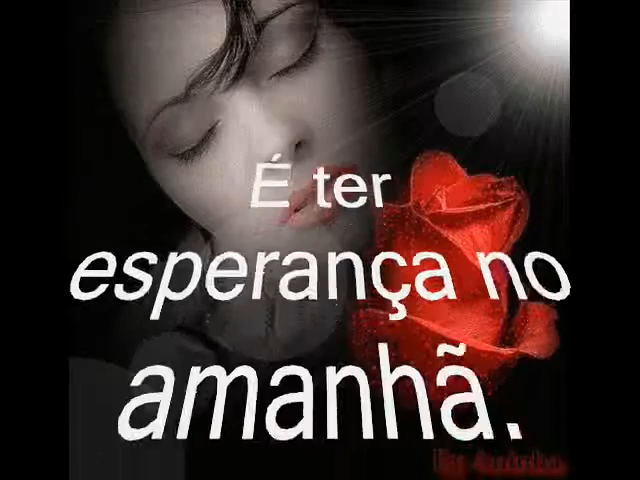 É ter
esperança no
amanhã.